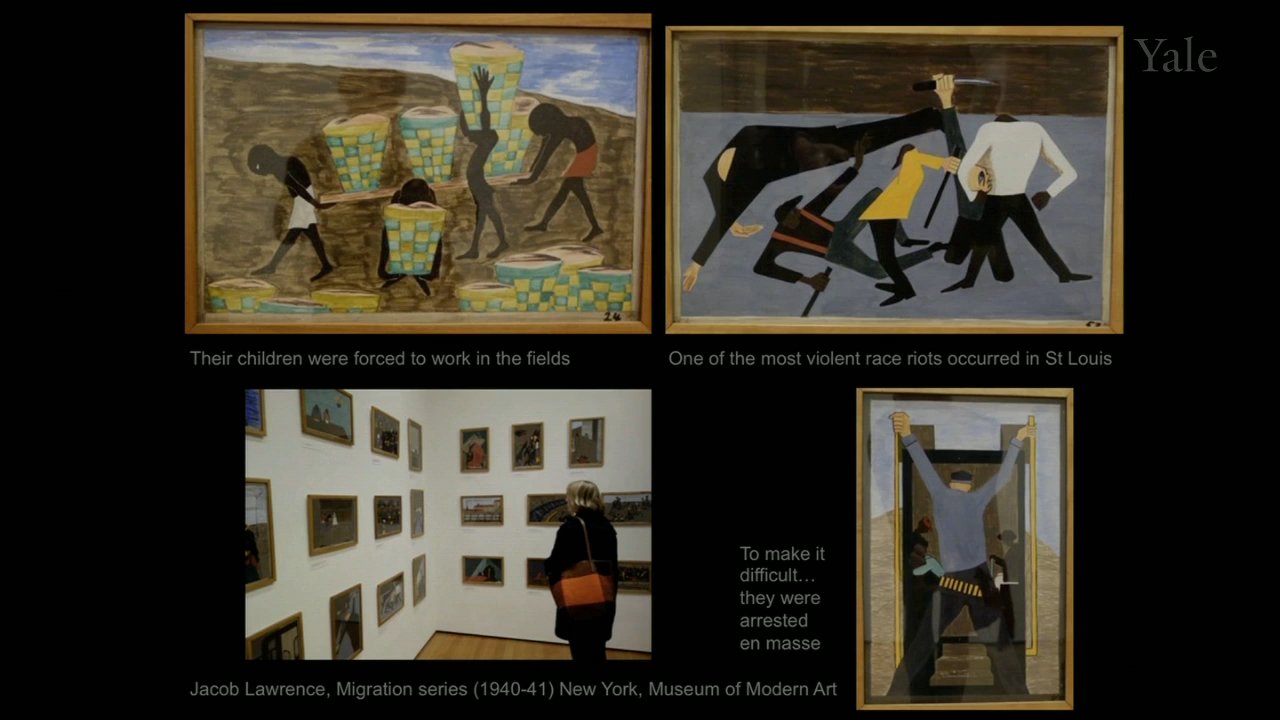 Yale
24
Their children were forced to work in the fields
One of the most violent race riots occurred in St Louis
To make it
difficult…
they were
arrested
en masse
Jacob Lawrence, Migration series (1940-41) New York, Museum of Modern Art